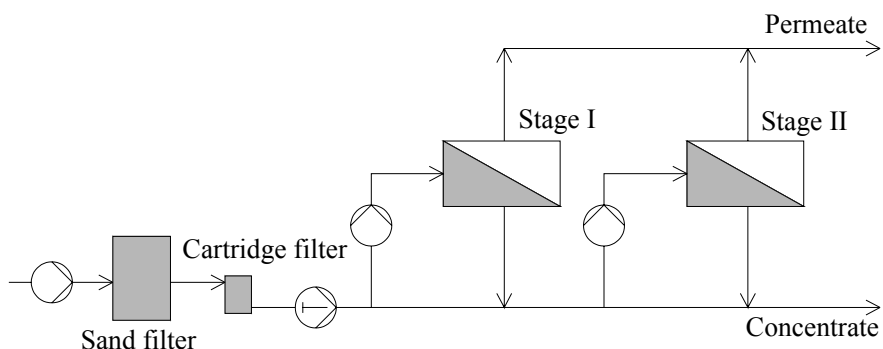 Permeate
Stage I
Stage II
Cartridge filter
Sand filter
Concentrate